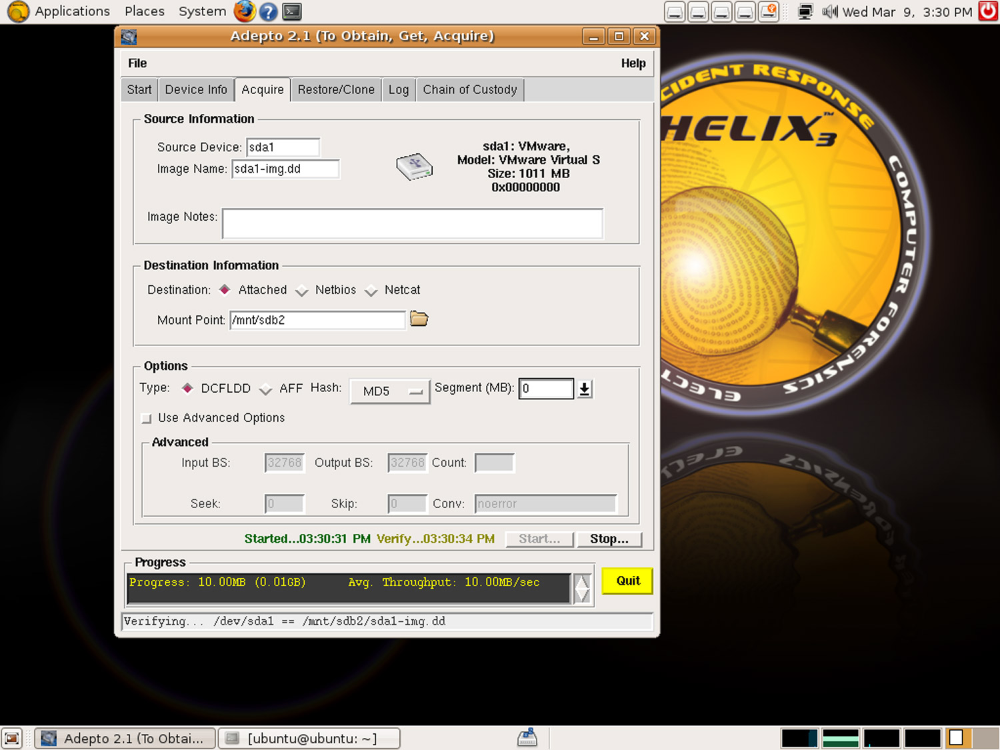 Applications Places System Wed Mar 9, 3:30 PM
Adepto 2.1 (To Obtain, Get, Acquire)
File Help
Start Device Info Acquire Restore/Clone Log Chain of Custody
Source Information
Source Device: sda1
Image Name: sda1-img.dd
sda1: VMware,
Model: VMware Virtual S
Size: 1011 MB
0x00000000
Image Notes:
Destination Information
Destination: Attached Netbios Netcat
Mount Point: /mnt/sdb2
Options
Type: DCFLDD AFF Hash: MD5 Segment (MB): 0
Use Advanced Options
Advanced
Input BS: 32768 Output BS: 32768 Count:
Seek: 0 Skip: 0 Conv: noerror
Started...03:30:31 PM Verify...03:30:34 PM Start... Stop...
Progress
Progress: 10.00MB (0.01GB) Avg. Throughput: 10.00MB/sec
Quit
Verifying... /dev/sda1 == /mnt/sdb2/sda1-img.dd
CIDENT RESPONSE
HELIX3™
COMPUTER FORENSICS
ELECT
Adepto 2.1 (To Obtai... [ubuntu@ubuntu: ~]